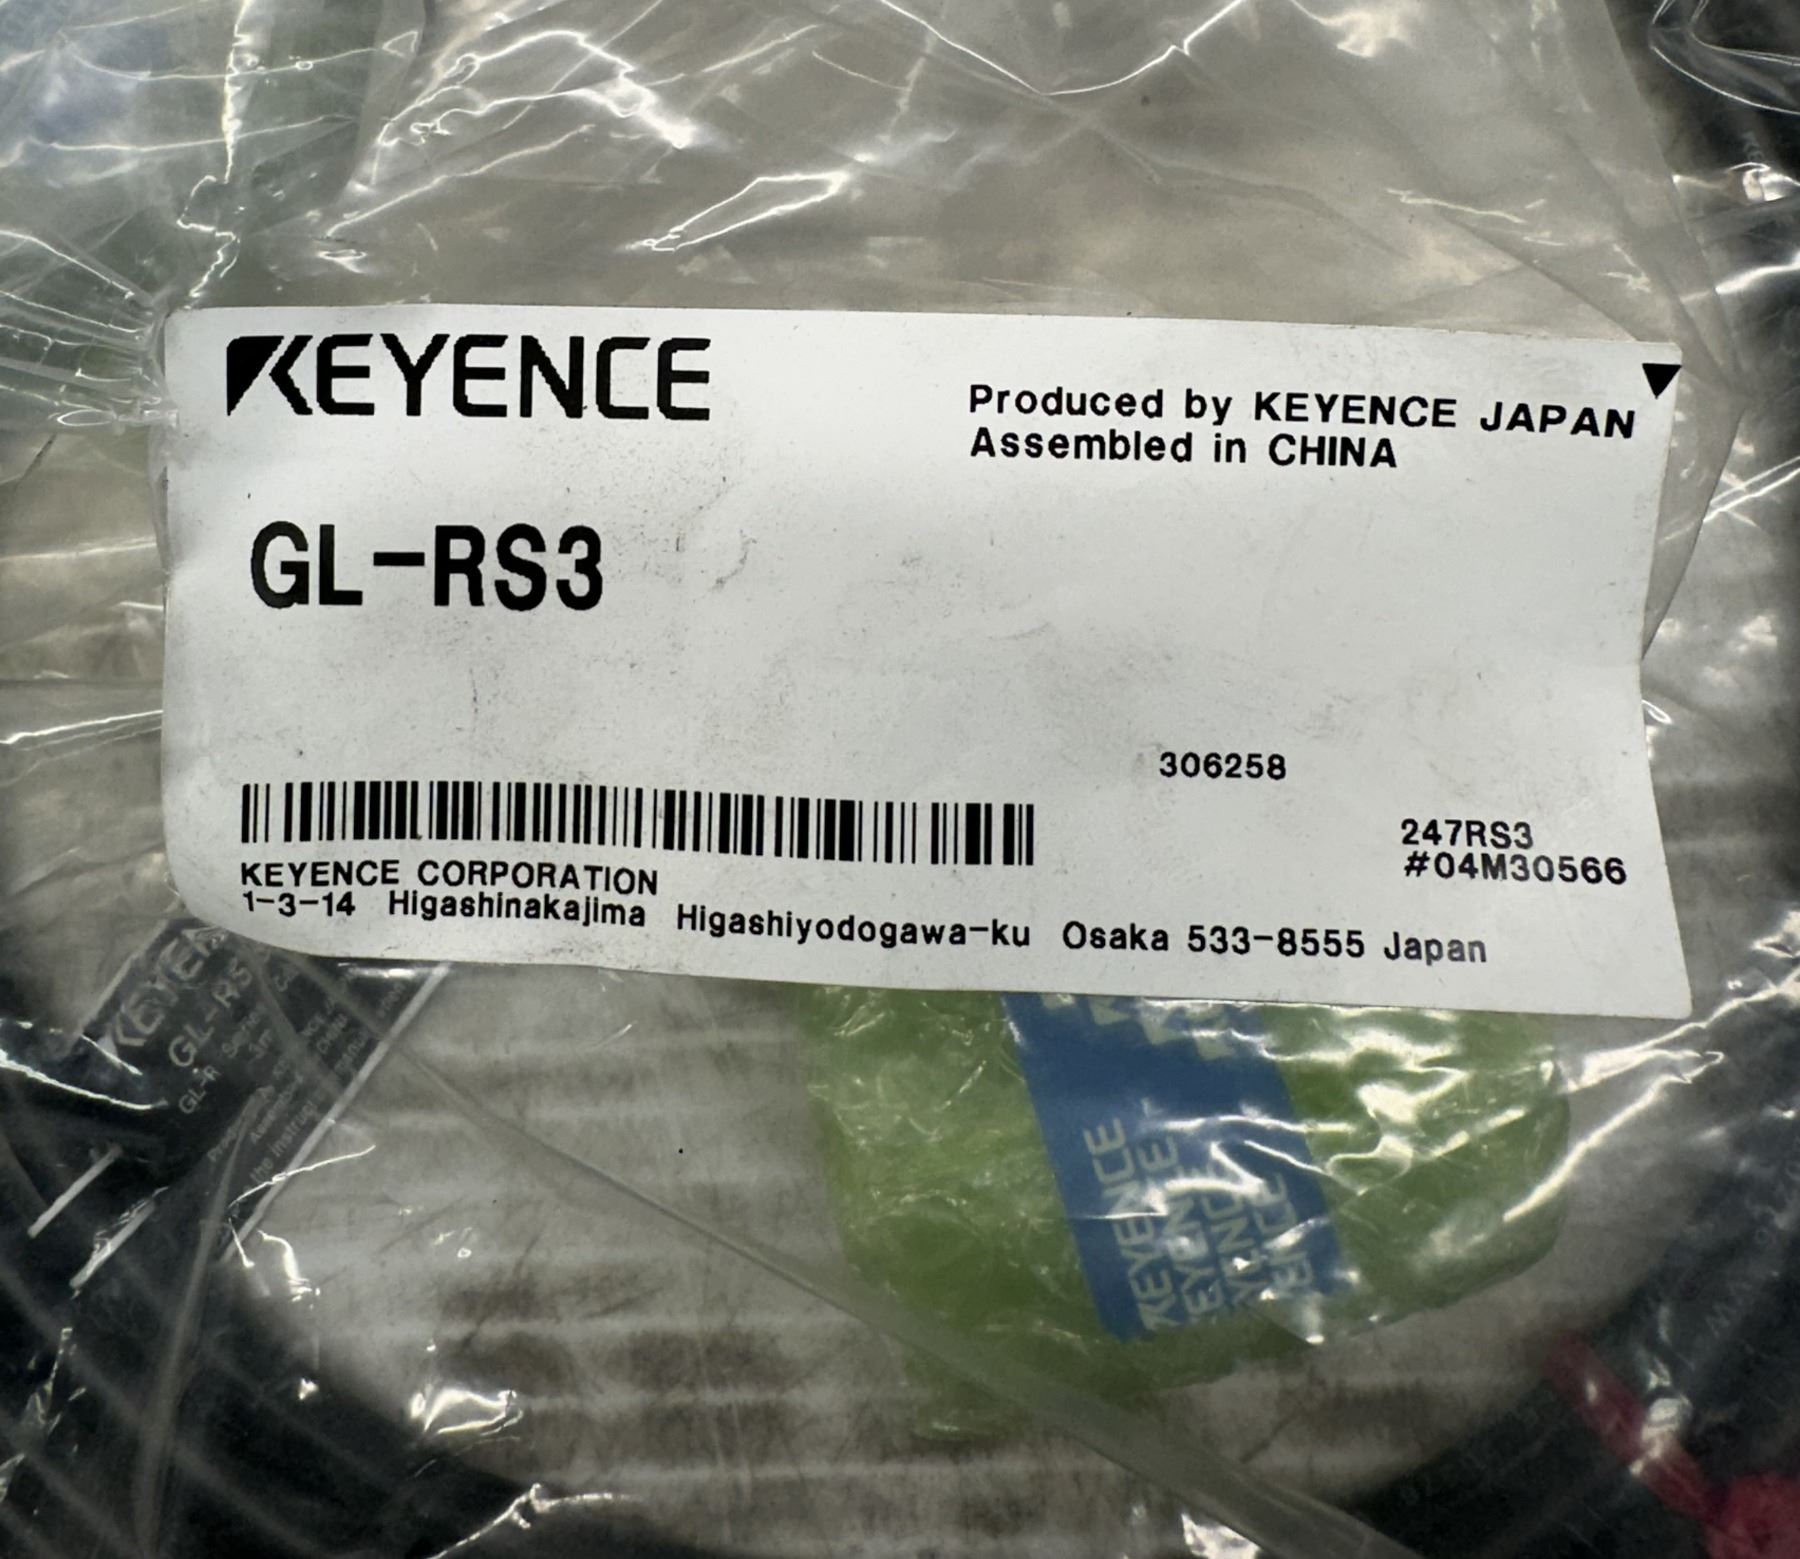 KEYENCE
Produced by KEYENCE JAPAN
Assembled in CHINA
GL-RS3
306258
247RS3
#04M30566
KEYENCE CORPORATION
1-3-14 Higashinakajima Higashiyodogawa-ku Osaka 533-8555 Japan
GL-RS
GL-R
KEYENCE